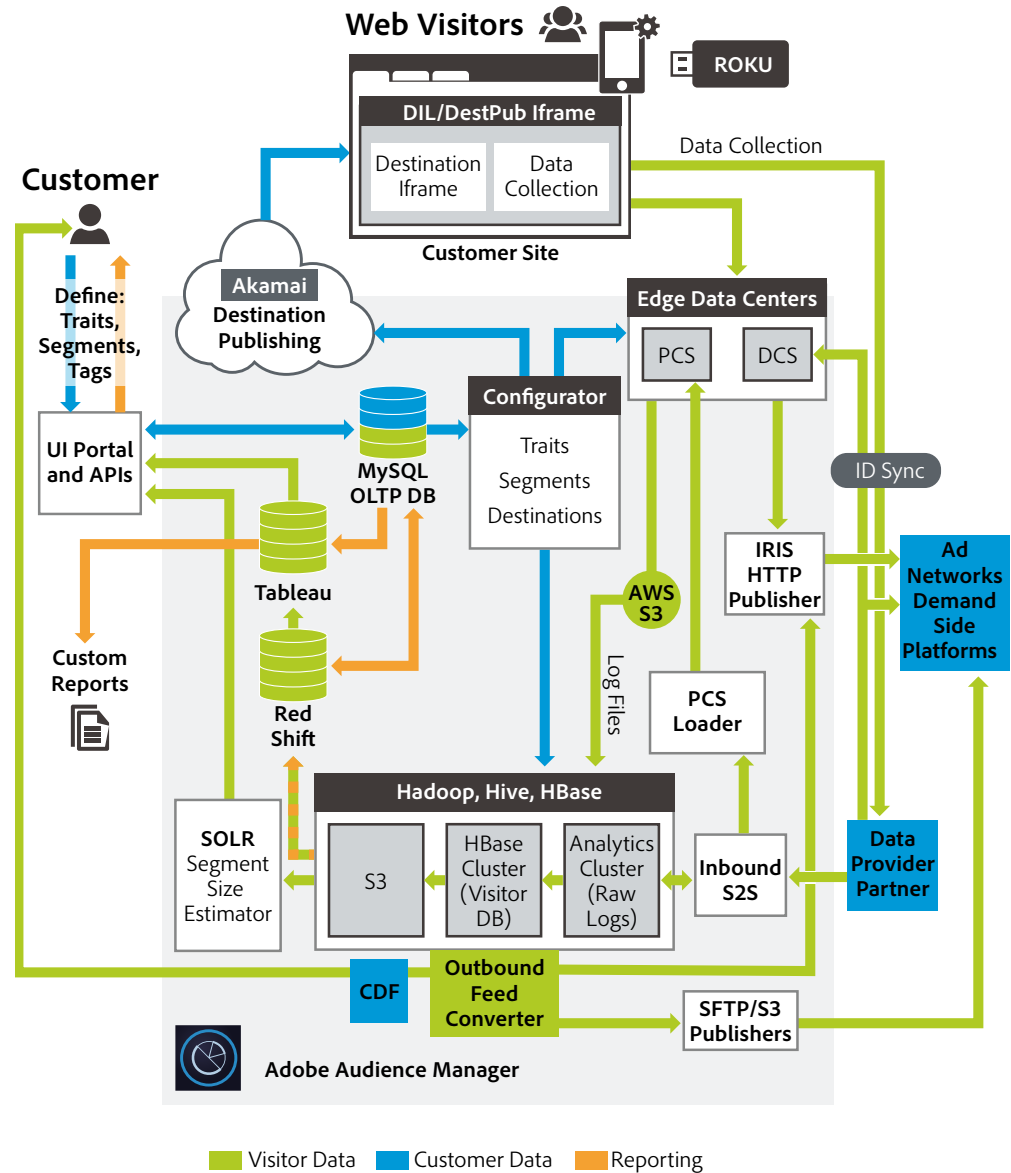 Web Visitors
ROKU
DIL/DestPub Iframe
Destination
Iframe
Data
Collection
Customer Site
Data Collection
Customer
Define:
Traits,
Segments,
Tags
Akamai
Destination
Publishing
Edge Data Centers
PCS
DCS
Configurator
Traits
Segments
Destinations
UI Portal
and APIs
MySQL
OLTP DB
ID Sync
IRIS
HTTP
Publisher
Ad
Networks
Demand
Side
Platforms
Tableau
AWS
S3
Log Files
Custom
Reports
Red
Shift
PCS
Loader
Hadoop, Hive, HBase
S3
HBase
Cluster
(Visitor
DB)
Analytics
Cluster
(Raw
Logs)
SOLR
Segment
Size
Estimator
Inbound
S2S
Data
Provider
Partner
CDF
Outbound
Feed
Converter
SFTP/S3
Publishers
Adobe Audience Manager
Visitor Data
Customer Data
Reporting